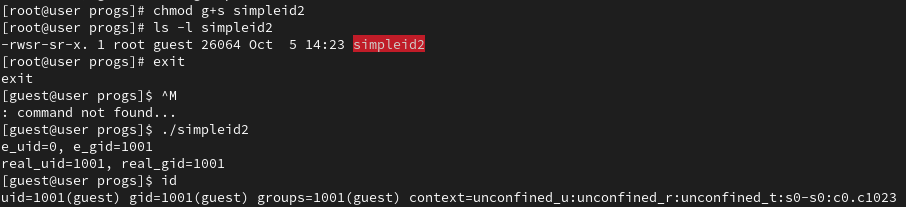 [root@user progs]# chmod g+s simpleid2
[root@user progs]# ls -l simpleid2
-rwsr-sr-x. 1 root guest 26064 Oct  5 14:23 simpleid2
[root@user progs]# exit
exit
[guest@user progs]$ ^M
: command not found...
[guest@user progs]$ ./simpleid2
e_uid=0, e_gid=1001
real_uid=1001, real_gid=1001
[guest@user progs]$ id
uid=1001(guest) gid=1001(guest) groups=1001(guest) context=unconfined_u:unconfined_r:unconfined_t:s0-s0:c0.c1023